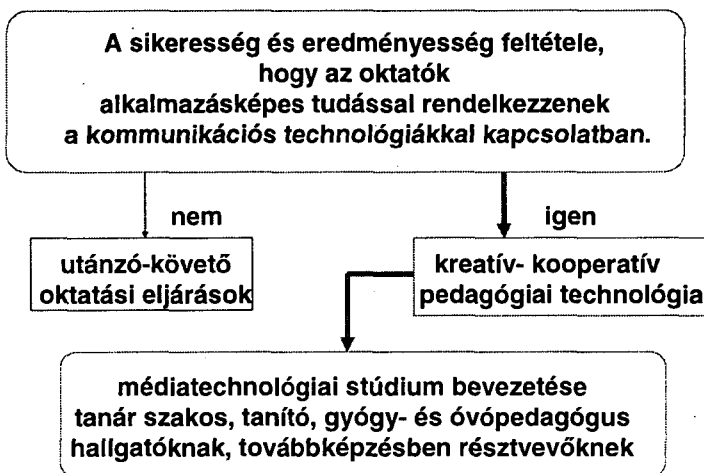 A sikeresség és eredményesség feltétele,
hogy az oktatók
alkalmazásképes tudással rendelkezzenek
a kommunikációs technológiákkal kapcsolatban.
nem
igen
utánzó-követő
oktatási eljárások
kreatív- kooperatív
pedagógiai technológia
médiatechnológiai stúdium bevezetése
tanár szakos, tanító, gyógy- és óvópedagógus
hallgatóknak, továbbképzésben résztvevőknek